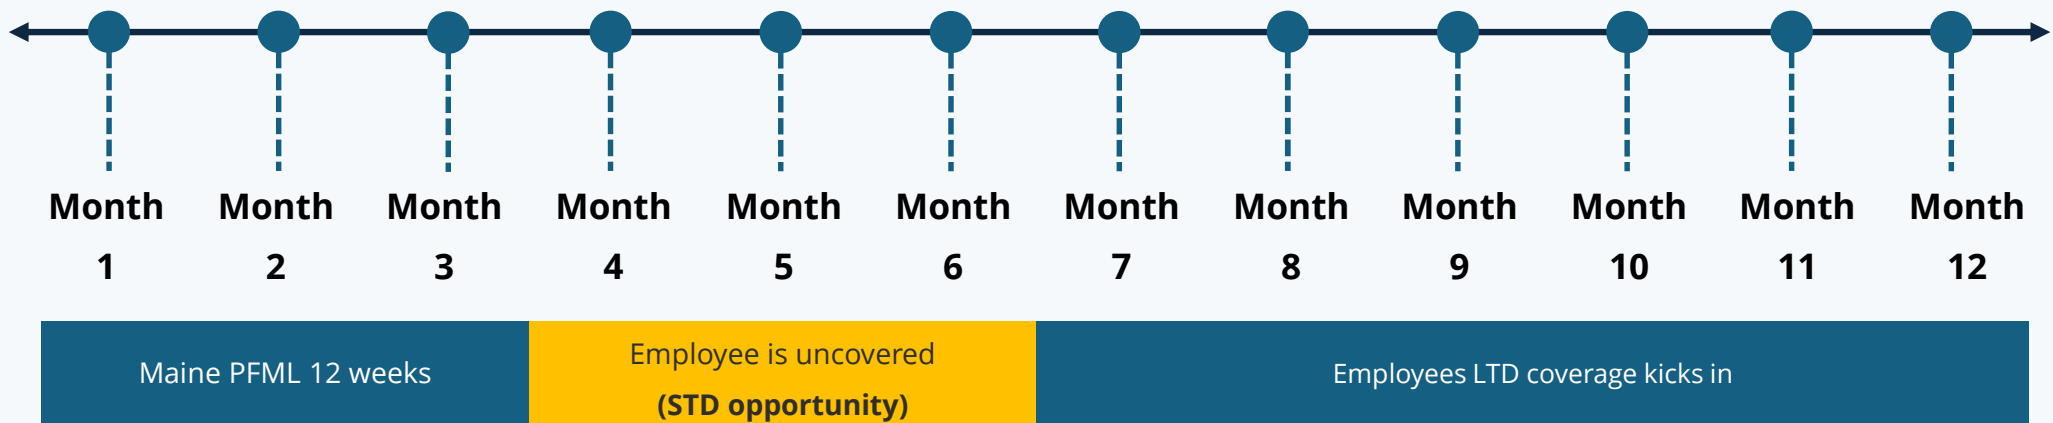 Month Month Month Month Month Month Month Month Month Month Month Month
1 2 3 4 5 6 7 8 9 10 11 12
Maine PFML 12 weeks
Employee is uncovered
(STD opportunity)
Employees LTD coverage kicks in